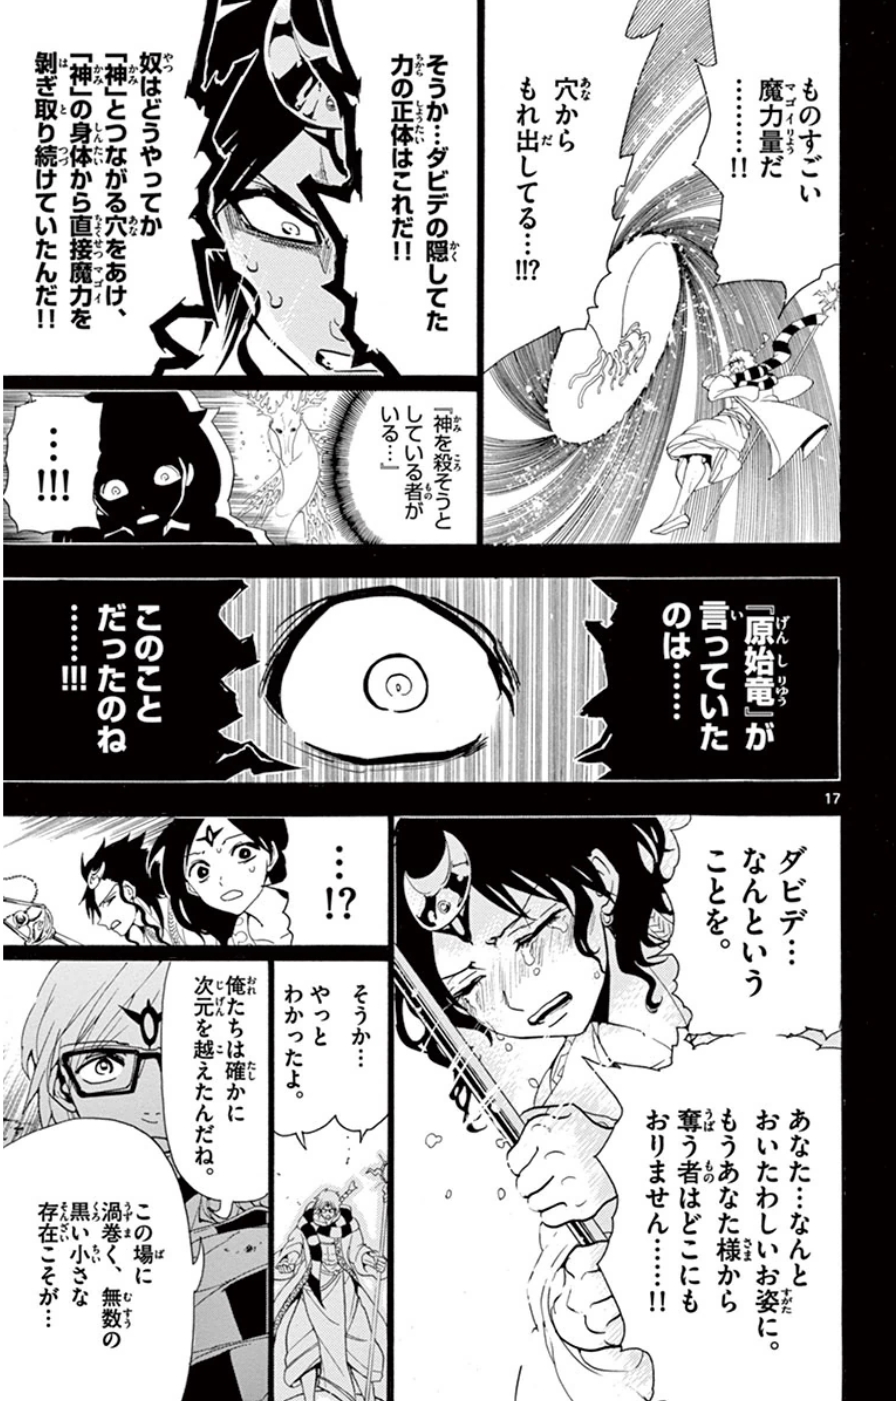 ものすごい
魔力量だ
………!!
穴から
もれ出してる…!!?
そうか…ダビデの隠してた
力の正体はこれだ!!
奴はどうやってか
「神」とつながる穴をあけ、
「神」の身体から直接魔力を
剝ぎ取り続けていたんだ!!
『神を殺そうと
している者が
いる…』
…!!!
『原始竜』が
言っていた
のは……
このこと
だったのね
……!!!
17
ダビデ…
なんという
ことを。
あなた…なんと
おいたわしいお姿に。
もうあなた様から
奪う者はどこにも
おりません……!!
…!?
そうか…
やっと
わかったよ。
俺たちは確かに
次元を越えたんだね。
この場に
渦巻く、無数の
黒い小さな
存在こそが…